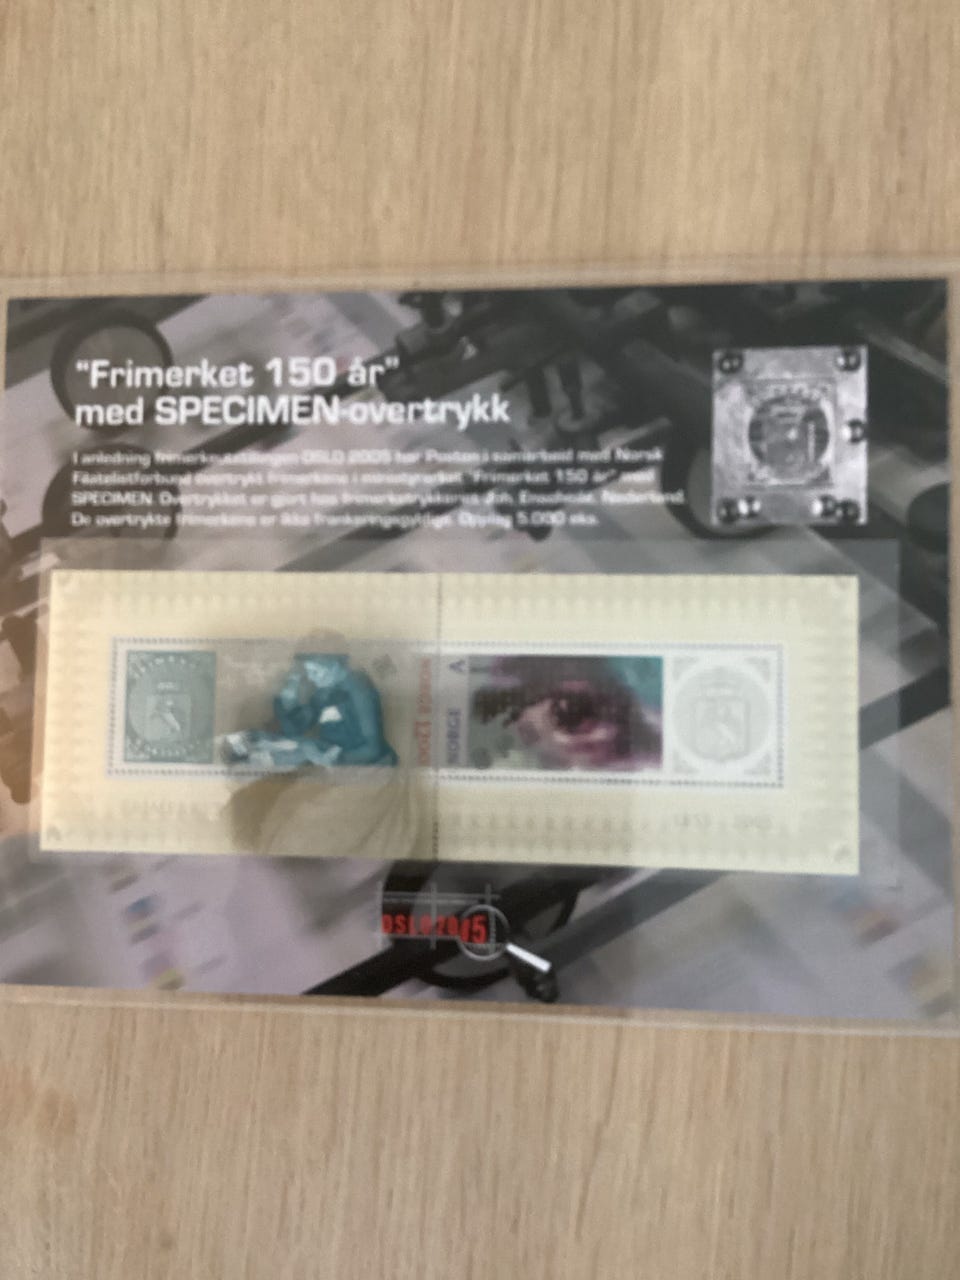 "Frimerket 150 år"
med SPECIMEN-overtrykk
I anledning frimerkeutstillingen OSLO 2005 har Posten i samarbeid med Norsk
Filatelistforbund overtrykt frimerkene i miniatyrarket "Frimerket 150 år" med
SPECIMEN. Overtrykket er gjort hos frimerketrykkeriet Joh. Enschede, Nederland.
De overtrykte frimerkene er ikke frankeringsgyldige. Opplag 5.000 eks.
A
NORGE
OSLO2005